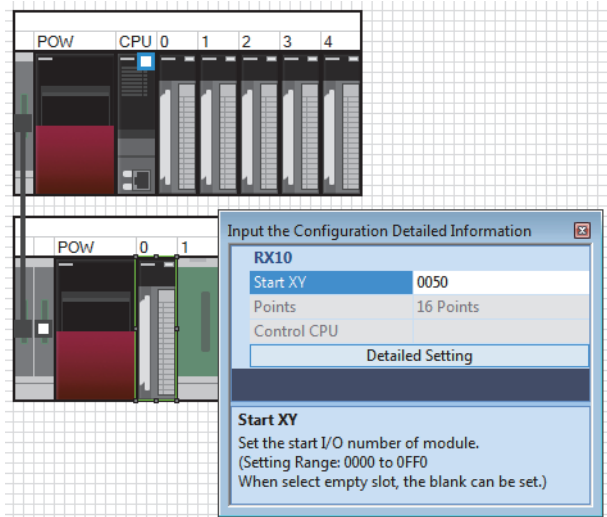 POW CPU 0 1 2 3 4
POW 0 1
Input the Configuration Detailed Information
RX10
Start XY 0050
Points 16 Points
Control CPU
Detailed Setting
Start XY
Set the start I/O number of module.
(Setting Range: 0000 to 0FF0
When select empty slot, the blank can be set.)